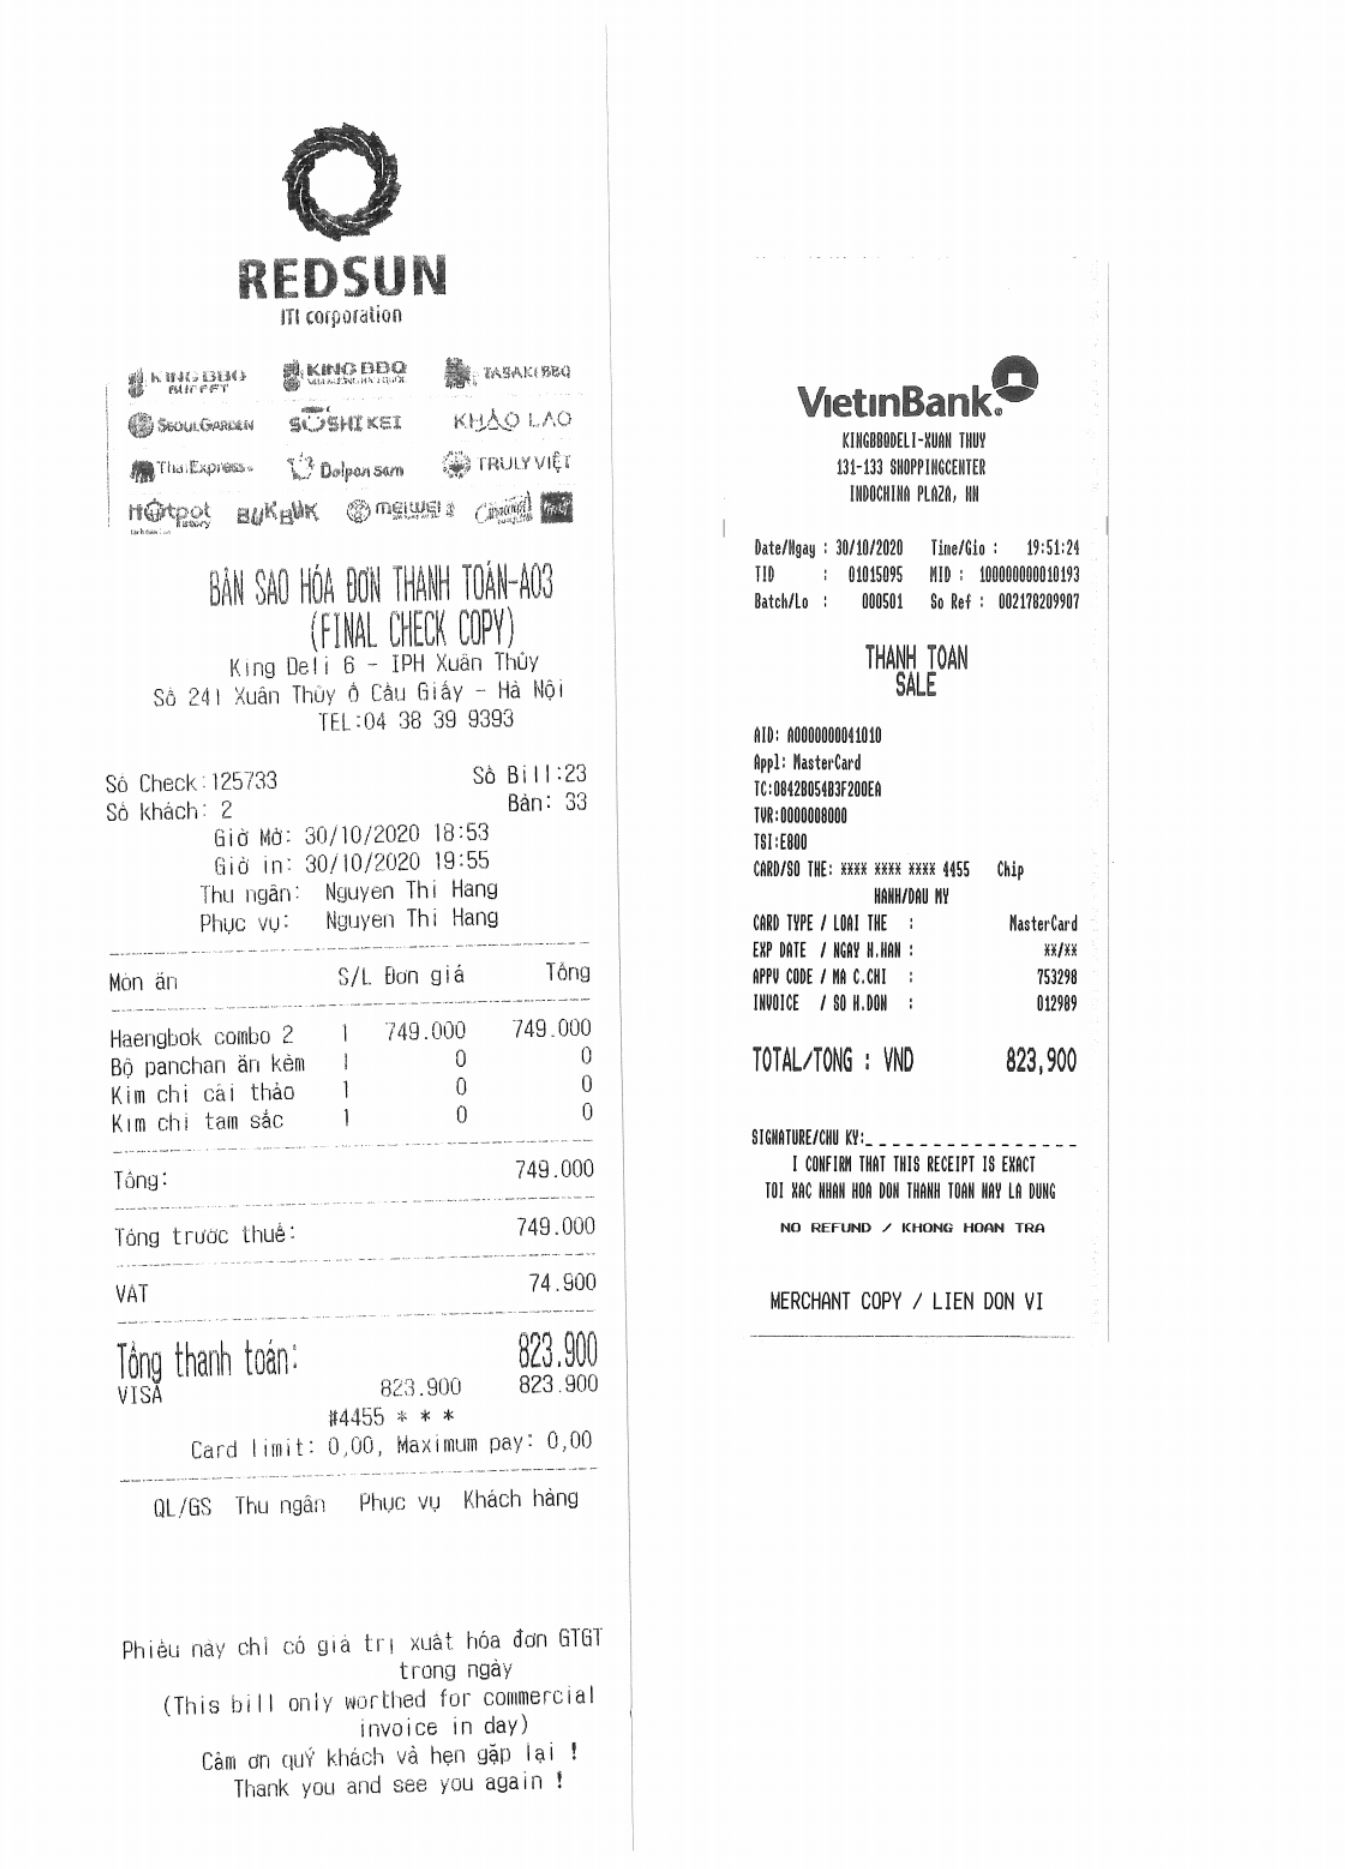 REDSUN
ITI corporation
KING BBQ BUFFET
KING BBQ
TASAKI BBQ
SEOUL GARDEN
SUSHI KEI
KHẢO LAO
ThaiExpress
Dolpan sam
TRULY VIỆT
Hotpot
BUK BUK
meiwei
BẢN SAO HÓA ĐƠN THANH TOÁN-A03
(FINAL CHECK COPY)
King Deli 6 - IPH Xuân Thủy
Số 241 Xuân Thủy ô Cầu Giấy - Hà Nội
TEL:04 38 39 9393
Số Check:125733 Số Bill:23
Số khách: 2 Bàn: 33
Giờ Mở: 30/10/2020 18:53
Giờ in: 30/10/2020 19:55
Thu ngân: Nguyen Thi Hang
Phục vụ: Nguyen Thi Hang
Món ăn S/L Đơn giá Tổng
Haengbok combo 2 1 749.000 749.000
Bộ panchan ăn kèm 1 0 0
Kim chi cải thảo 1 0 0
Kim chi tam sắc 1 0 0
Tổng: 749.000
Tổng trước thuế: 749.000
VAT 74.900
Tổng thanh toán: 823.900
VISA 823.900 823.900
#4455 * * *
Card limit: 0,00, Maximum pay: 0,00
QL/GS Thu ngân Phục vụ Khách hàng
Phiếu này chỉ có giá trị xuất hóa đơn GTGT
trong ngày
(This bill only worthed for commercial
invoice in day)
Cảm ơn quý khách và hẹn gặp lại !
Thank you and see you again !
VietinBank.
KINGBBQDELI-XUAN THUY
131-133 SHOPPINGCENTER
INDOCHINA PLAZA, HN
Date/Ngay : 30/10/2020 Time/Gio : 19:51:24
TID : 01015095 MID : 100000000010193
Batch/Lo : 000501 So Ref : 002178209907
THANH TOAN
SALE
AID: A0000000041010
Appl: MasterCard
TC:0842B054B3F200EA
TVR:0000008000
TSI:E800
CARD/SO THE: **** **** **** 4455 Chip
HANH/DAU MY
CARD TYPE / LOAI THE : MasterCard
EXP DATE / NGAY H.HAN : **/**
APPV CODE / MA C.CHI : 753298
INVOICE / SO H.DON : 012989
TOTAL/TONG : VND 823,900
SIGNATURE/CHU KY:_ _ _ _ _ _ _ _ _ _ _ _ _ _ _ _
I CONFIRM THAT THIS RECEIPT IS EXACT
TOI XAC NHAN HOA DON THANH TOAN NAY LA DUNG
NO REFUND / KHONG HOAN TRA
MERCHANT COPY / LIEN DON VI